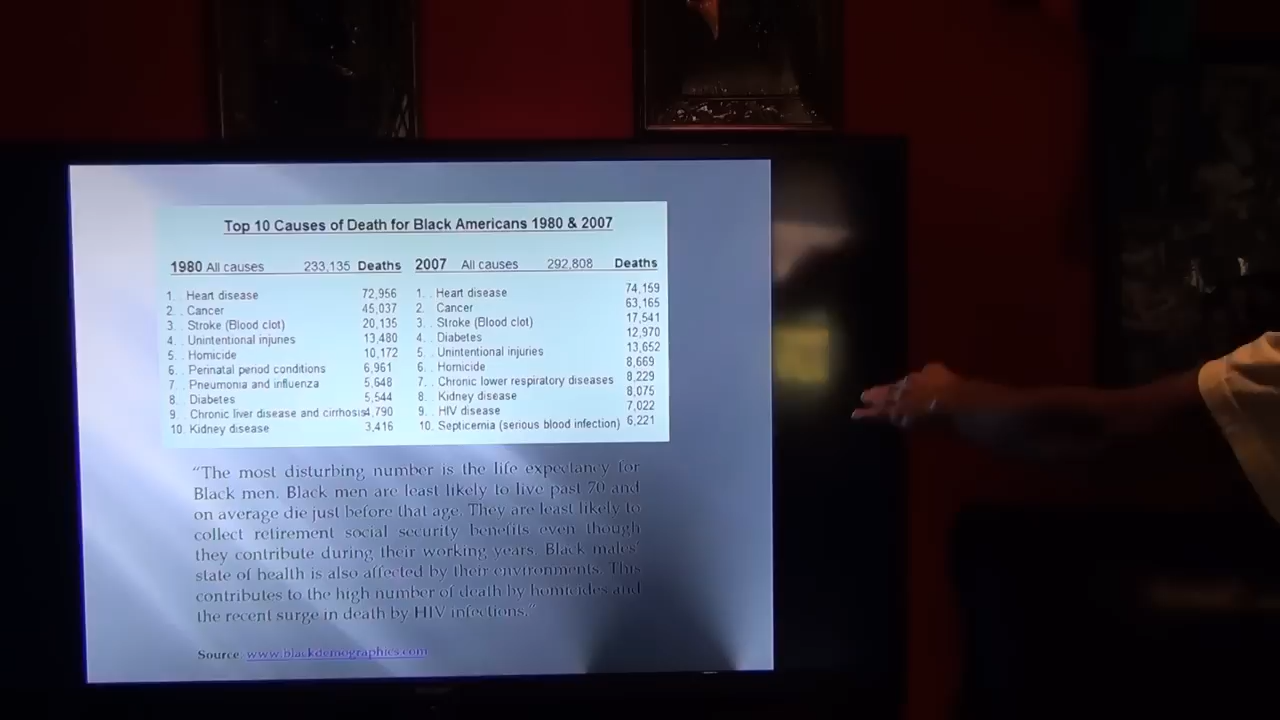 Top 10 Causes of Death for Black Americans 1980 & 2007
1980 All causes 233,135 Deaths 2007 All causes 292,808 Deaths
1. Heart disease 72,956 1. . Heart disease 74,159
2. . Cancer 45,037 2. . Cancer 63,165
3. . Stroke (Blood clot) 20,135 3. . Stroke (Blood clot) 17,541
4. . Unintentional injuries 13,480 4. . Diabetes 12,970
5. . Homicide 10,172 5. . Unintentional injuries 13,652
6. . Perinatal period conditions 6,961 6. . Homicide 8,669
7. . Pneumonia and influenza 5,648 7. . Chronic lower respiratory diseases 8,229
8. . Diabetes 5,544 8. . Kidney disease 8,075
9. . Chronic liver disease and cirrhosis 4,790 9. . HIV disease 7,022
10. Kidney disease 3,416 10. Septicemia (serious blood infection) 6,221
“The most disturbing number is the life expectancy for
Black men. Black men are least likely to live past 70 and
on average die just before that age. They are least likely to
collect retirement social security benefits even though
they contribute during their working years. Black males’
state of health is also affected by their environments. This
contributes to the high number of death by homicides and
the recent surge in death by HIV infections.”
Source: www.blackdemographics.com